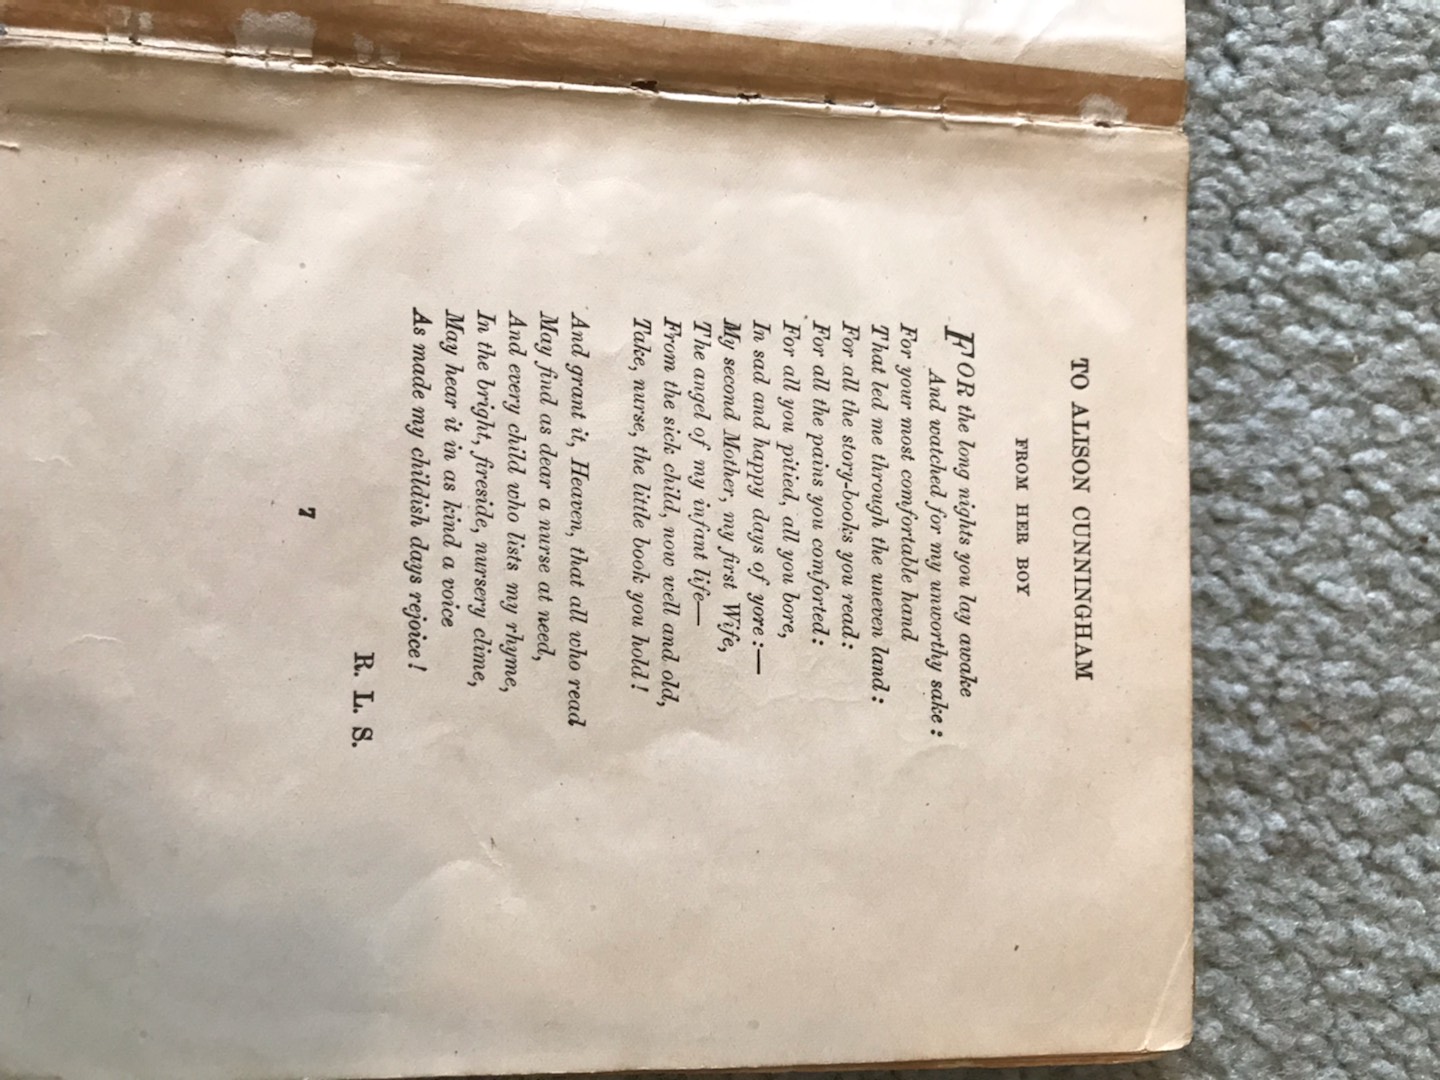 TO ALISON CUNNINGHAM
FROM HER BOY
FOR the long nights you lay awake
And watched for my unworthy sake:
For your most comfortable hand
That led me through the uneven land:
For all the story-books you read:
For all the pains you comforted:
For all you pitied, all you bore,
In sad and happy days of yore:—
My second Mother, my first Wife,
The angel of my infant life—
From the sick child, now well and old,
Take, nurse, the little book you hold!
And grant it, Heaven, that all who read
May find as dear a nurse at need,
And every child who lists my rhyme,
In the bright, fireside, nursery clime,
May hear it in as kind a voice
As made my childish days rejoice!
R. L. S.
7